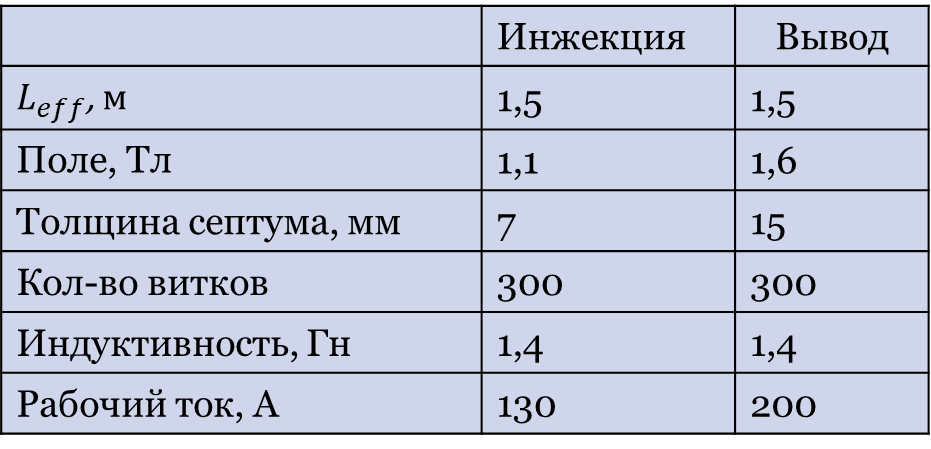 Инжекция Вывод
L_eff, м 1,5 1,5
Поле, Тл 1,1 1,6
Толщина септума, мм 7 15
Кол-во витков 300 300
Индуктивность, Гн 1,4 1,4
Рабочий ток, А 130 200